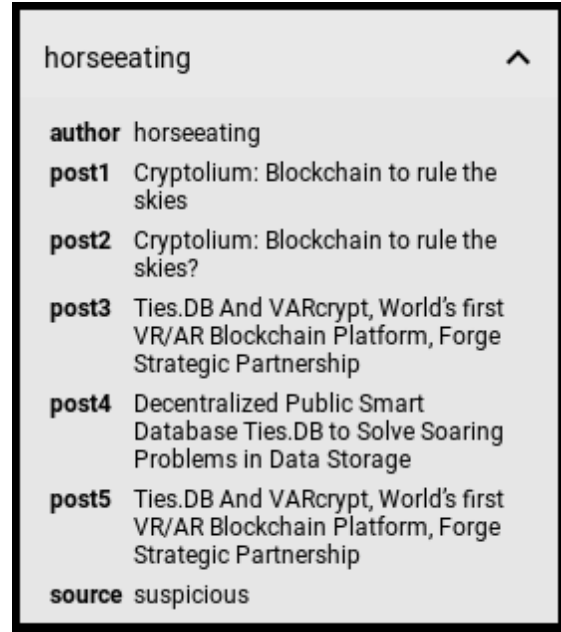 horseeating
author horseeating
post1 Cryptolium: Blockchain to rule the
skies
post2 Cryptolium: Blockchain to rule the
skies?
post3 Ties.DB And VARcrypt, World's first
VR/AR Blockchain Platform, Forge
Strategic Partnership
post4 Decentralized Public Smart
Database Ties.DB to Solve Soaring
Problems in Data Storage
post5 Ties.DB And VARcrypt, World's first
VR/AR Blockchain Platform, Forge
Strategic Partnership
source suspicious